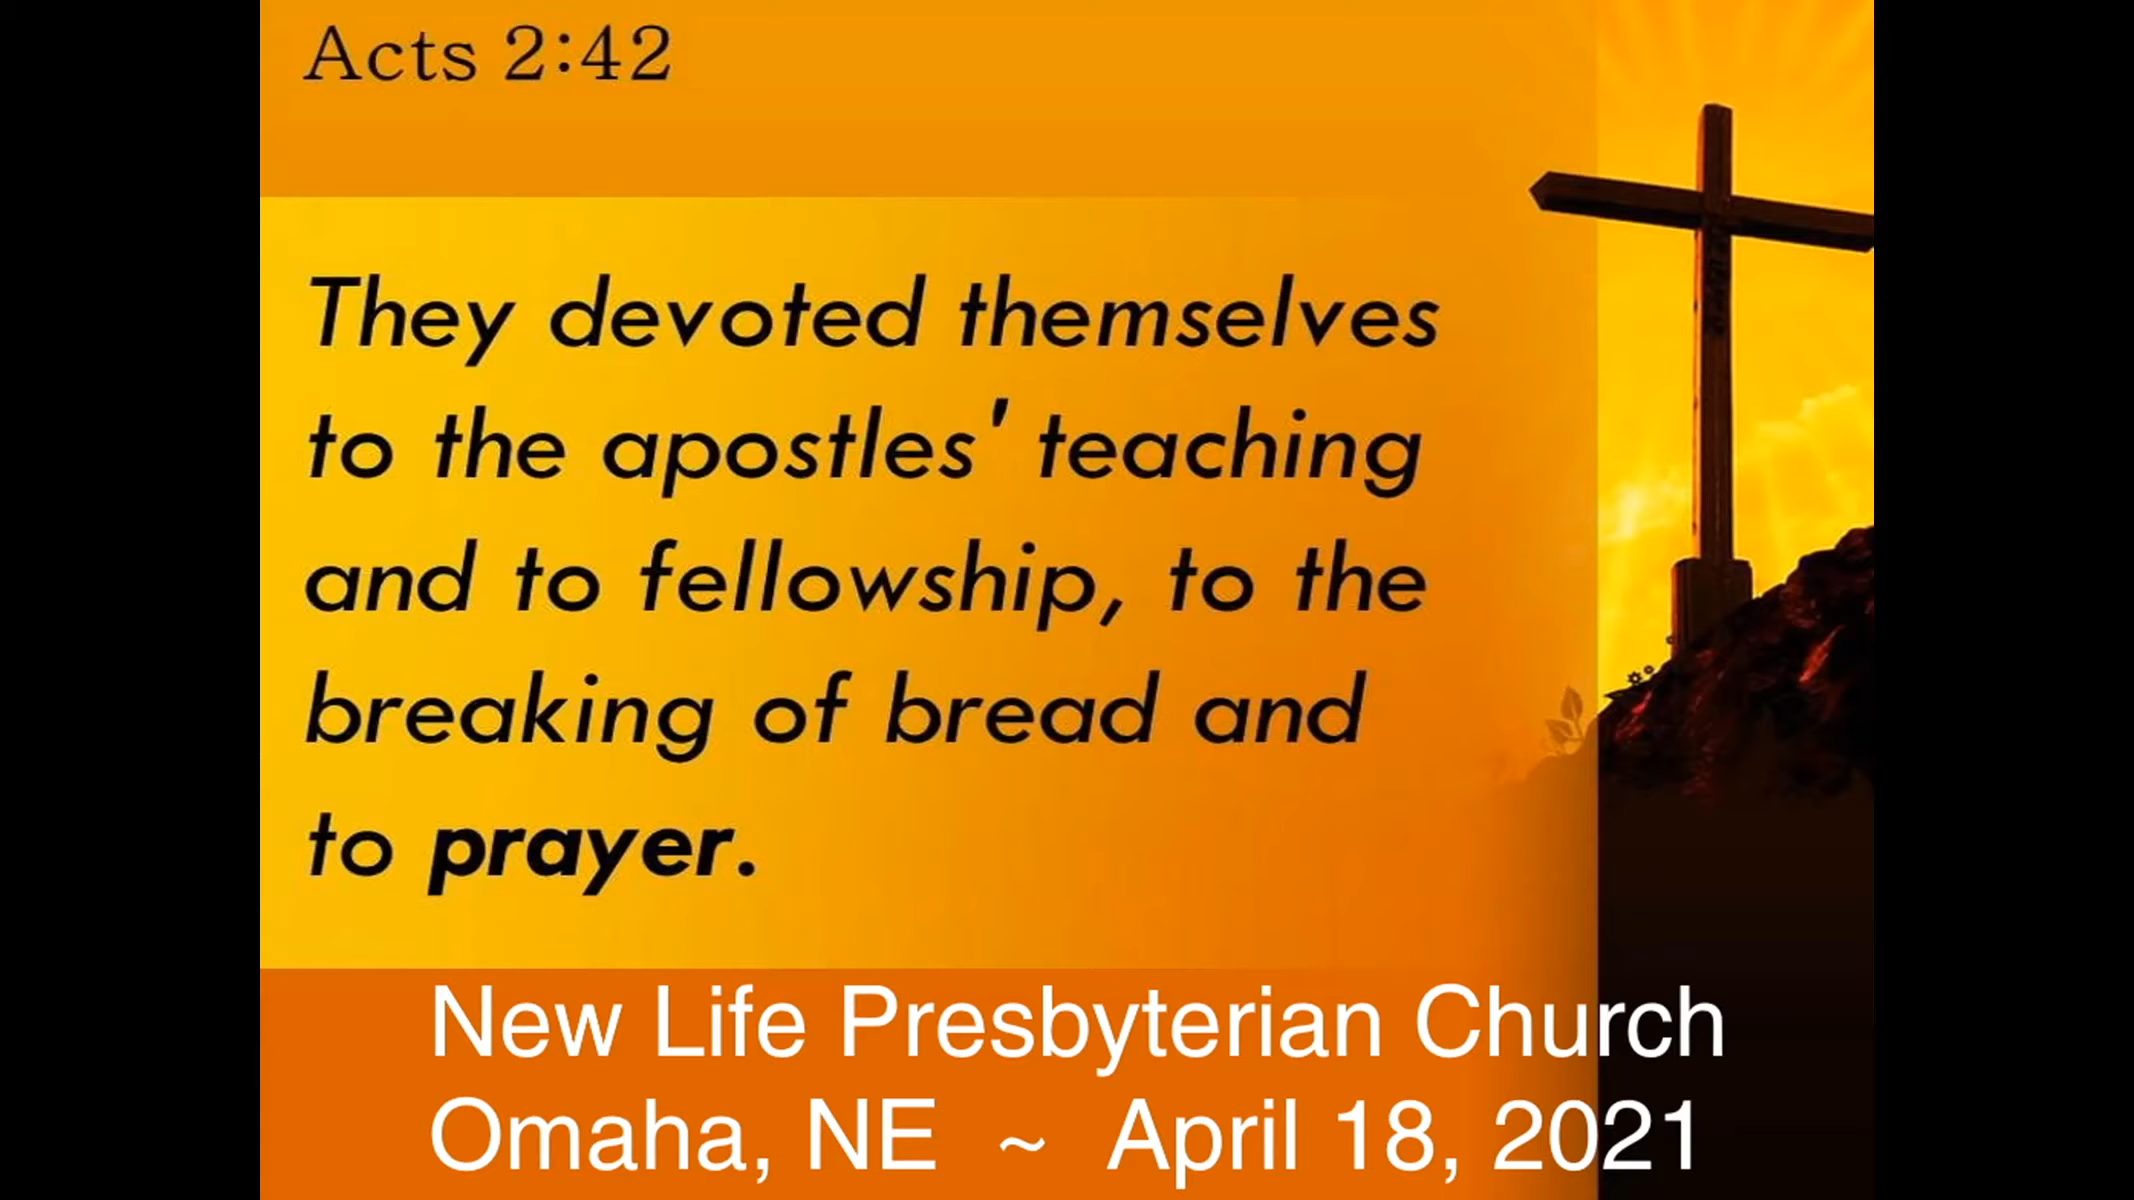 Acts 2:42
They devoted themselves
to the apostles' teaching
and to fellowship, to the
breaking of bread and
to prayer.
New Life Presbyterian Church
Omaha, NE ~ April 18, 2021